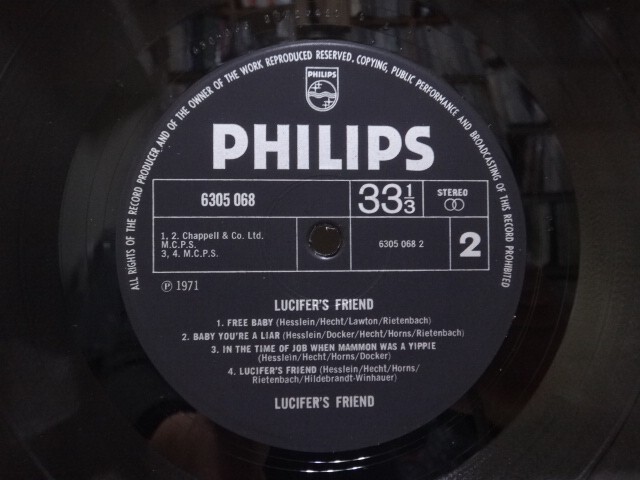 ALL RIGHTS OF THE RECORD PRODUCER AND OF THE OWNER OF THE WORK REPRODUCED RESERVED. COPYING, PUBLIC PERFORMANCE AND BROADCASTING OF THIS RECORD PROHIBITED
PHILIPS
PHILIPS
6305 068
33⅓
STEREO
1, 2. Chappell & Co. Ltd.
M.C.P.S.
3, 4. M.C.P.S.
6305 068 2
2
℗ 1971
LUCIFER'S FRIEND
1. FREE BABY (Hesslein/Hecht/Lawton/Rietenbach)
2. BABY YOU'RE A LIAR (Hesslein/Docker/Hecht/Horns/Rietenbach)
3. IN THE TIME OF JOB WHEN MAMMON WAS A YIPPIE
(Hesslein/Hecht/Horns/Docker)
4. LUCIFER'S FRIEND (Hesslein/Hecht/Horns/
Rietenbach/Hildebrandt-Winhauer)
LUCIFER'S FRIEND